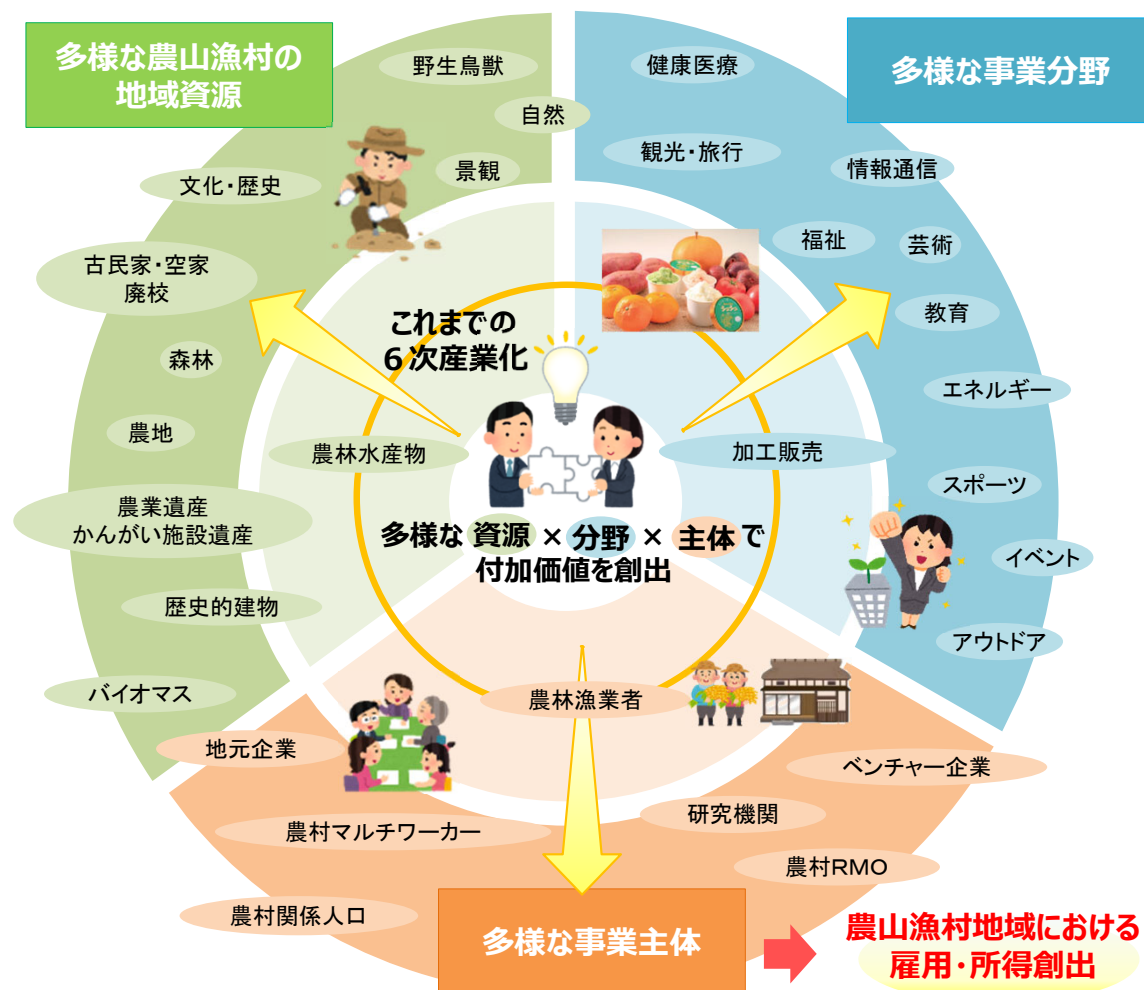 多様な農山漁村の
地域資源
多様な事業分野
野生鳥獣
自然
景観
文化・歴史
古民家・空家
廃校
森林
農地
農業遺産
かんがい施設遺産
歴史的建物
バイオマス
健康医療
観光・旅行
情報通信
福祉
芸術
教育
エネルギー
スポーツ
イベント
アウトドア
これまでの
6次産業化
農林水産物
加工販売
多様な 資源 × 分野 × 主体 で
付加価値を創出
農林漁業者
地元企業
ベンチャー企業
農村マルチワーカー
研究機関
農村RMO
農村関係人口
多様な事業主体
農山漁村地域における
雇用・所得創出